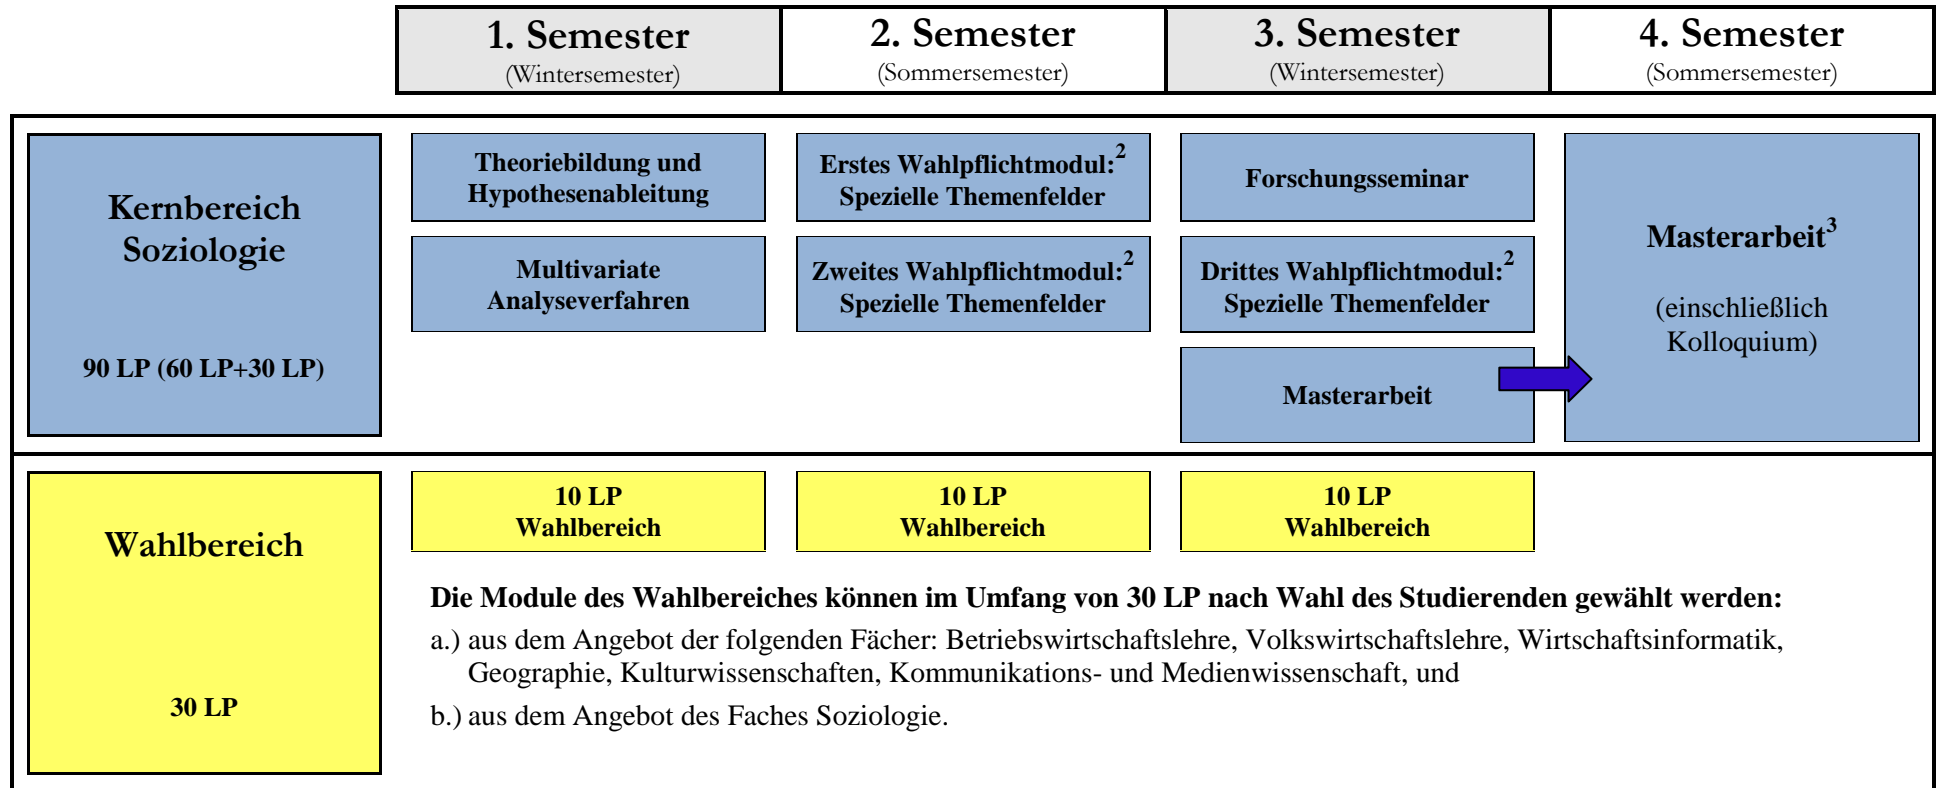 1. Semester
(Wintersemester)
2. Semester
(Sommersemester)
3. Semester
(Wintersemester)
4. Semester
(Sommersemester)
Kernbereich
Soziologie
90 LP (60 LP+30 LP)
Theoriebildung und
Hypothesenableitung
Multivariate
Analyseverfahren
Erstes Wahlpflichtmodul:2
Spezielle Themenfelder
Zweites Wahlpflichtmodul:2
Spezielle Themenfelder
Forschungsseminar
Drittes Wahlpflichtmodul:2
Spezielle Themenfelder
Masterarbeit
Masterarbeit3
(einschließlich
Kolloquium)
Wahlbereich
30 LP
10 LP
Wahlbereich
10 LP
Wahlbereich
10 LP
Wahlbereich
Die Module des Wahlbereiches können im Umfang von 30 LP nach Wahl des Studierenden gewählt werden:
a.) aus dem Angebot der folgenden Fächer: Betriebswirtschaftslehre, Volkswirtschaftslehre, Wirtschaftsinformatik,
Geographie, Kulturwissenschaften, Kommunikations- und Medienwissenschaft, und
b.) aus dem Angebot des Faches Soziologie.